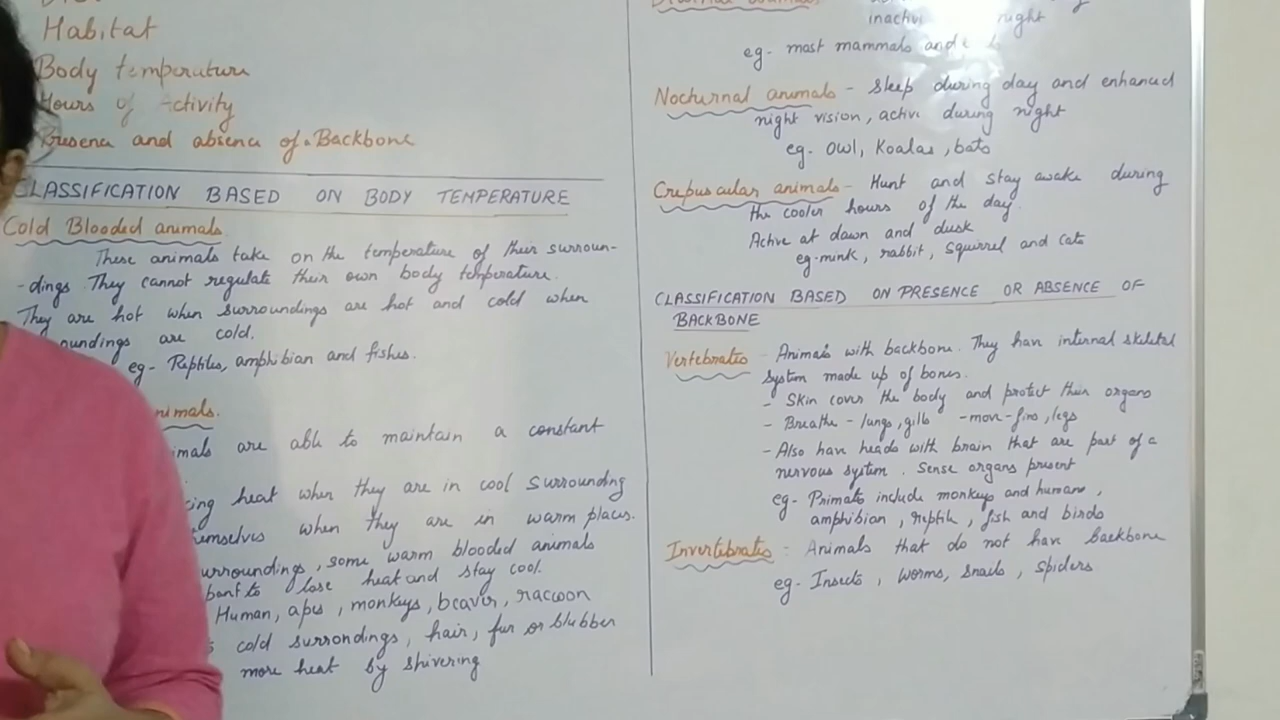 Habitat
Body temperature
Hours of Activity
Presence and absence of Backbone
CLASSIFICATION BASED ON BODY TEMPERATURE
Cold Blooded animals
These animals take on the temperature of their surroun-
-dings. They cannot regulate their own body temperature.
They are hot when surroundings are hot and cold when
oundings are cold.
eg- Reptiles, amphibian and fishes.
nimals.
imals are able to maintain a constant
cing heat when they are in cool surrounding
emselves when they are in warm places.
urroundings, some warm blooded animals
to lose heat and stay cool.
Human, apes, monkeys, beaver, raccoon
cold surrondings, hair, fur or blubber
more heat by shivering
inacti night
eg- most mammals and
Nocturnal animals - sleep during day and enhanced
night vision, active during night
eg- owl, Koalas, bats
Crepuscular animals - Hunt and stay awake during
the cooler hours of the day.
Active at dawn and dusk
eg-mink, rabbit, squirrel and cats
CLASSIFICATION BASED ON PRESENCE OR ABSENCE OF
BACKBONE
Vertebrates - Animals with backbone. They have internal skeletal
system made up of bones.
- Skin cover the body and protect their organs
- Breathe - lungs, gills - move - fins, legs
- Also have heads with brain that are part of a
nervous system. Sense organs present
eg- Primates include monkeys and humans,
amphibian, reptile, fish and birds
Invertebrates : Animals that do not have backbone
eg- Insects, worms, snails, spiders